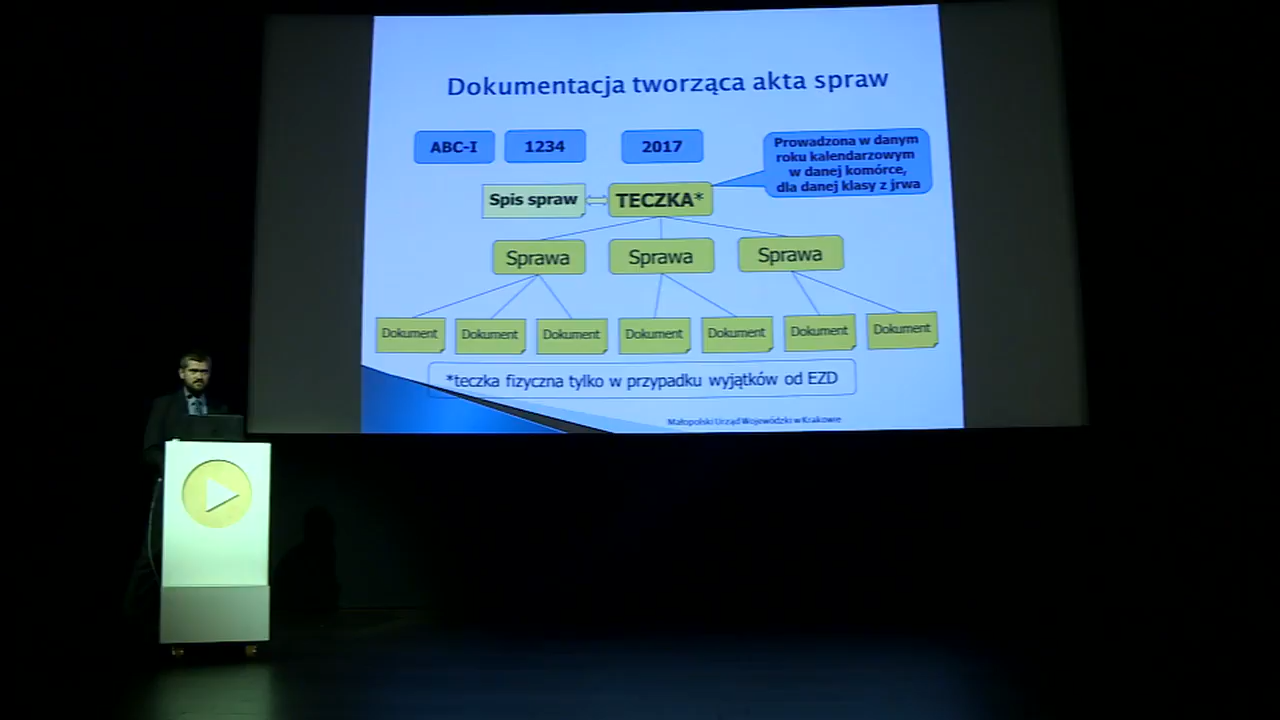 Dokumentacja tworząca akta spraw
ABC-I 1234 2017
Prowadzona w danym
roku kalendarzowym
w danej komórce,
dla danej klasy z jrwa
Spis spraw TECZKA*
Sprawa Sprawa Sprawa
Dokument Dokument Dokument Dokument Dokument Dokument Dokument
*teczka fizyczna tylko w przypadku wyjątków od EZD
Małopolski Urząd Wojewódzki w Krakowie